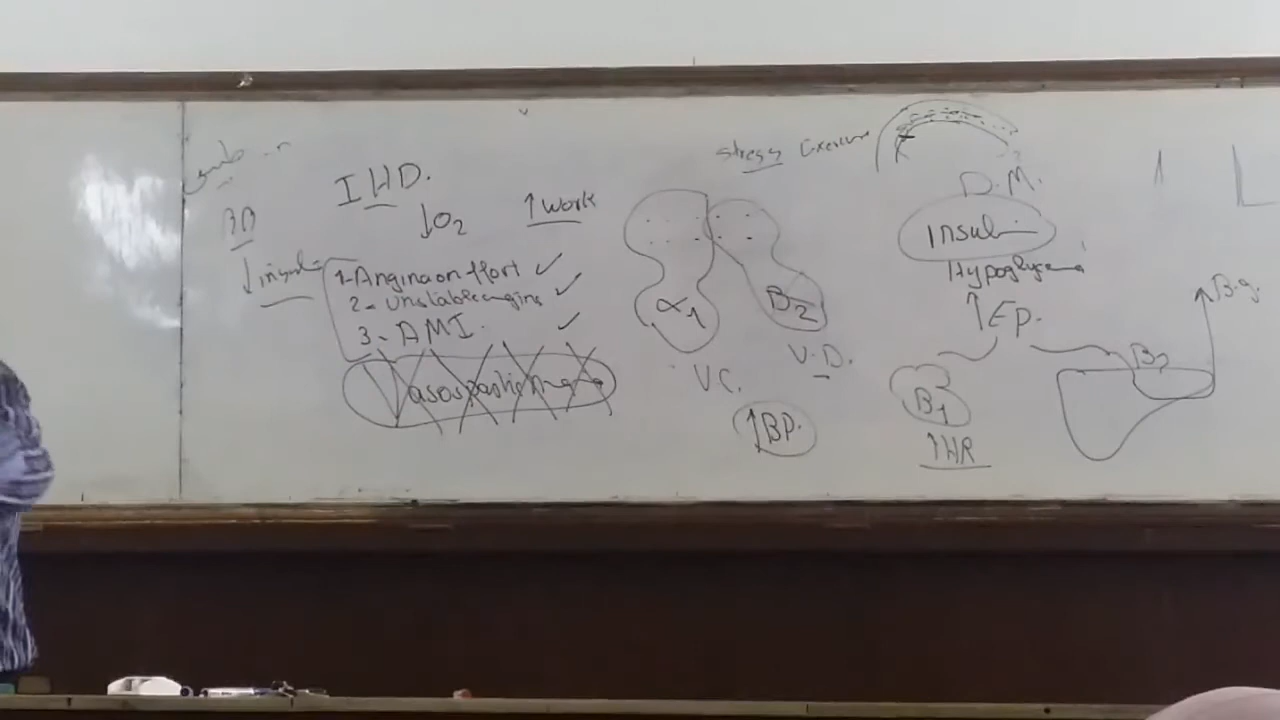 IHD.
↓O2
↑work
BB
↓insulin
1-Angina on effort ✓
2- Unstable angina ✓
3- AMI. ✓
Vasospastic Angina
stress Exercise
α1
B2
V.C.
V.D.
↑BP.
D.M.
insulin
Hypoglycemia
↑EP.
B1
↑HR
B2
B.g.